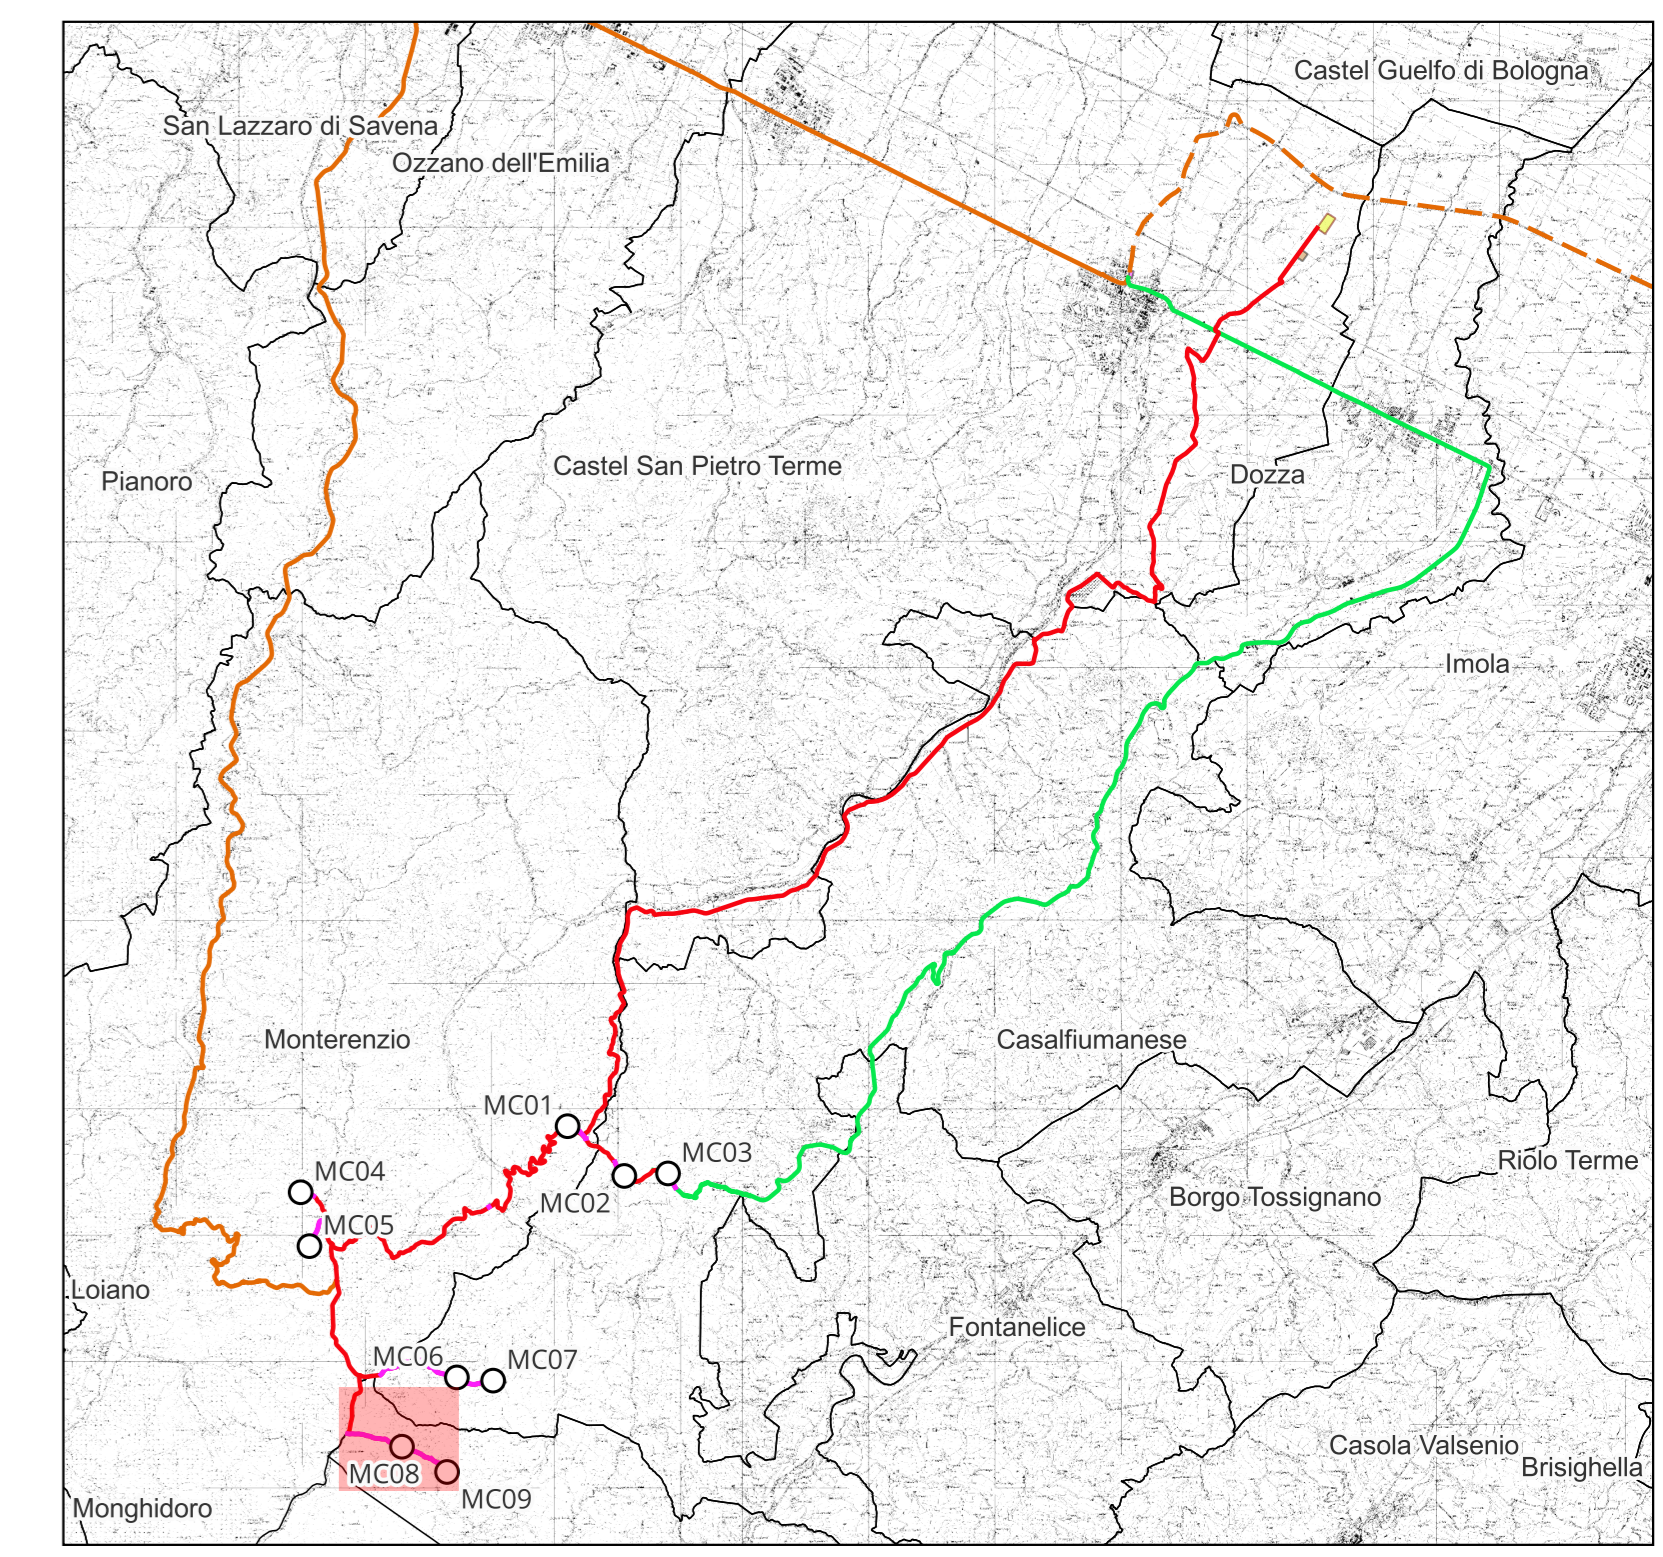 Castel Guelfo di Bologna
San Lazzaro di Savena
Ozzano dell'Emilia
Castel San Pietro Terme
Dozza
Pianoro
Imola
Monterenzio
Casalfiumanese
MC01
MC03
MC04
MC02
MC05
Riolo Terme
Borgo Tossignano
Loiano
Fontanelice
MC06
MC07
Casola Valsenio
Brisighella
MC08
MC09
Monghidoro